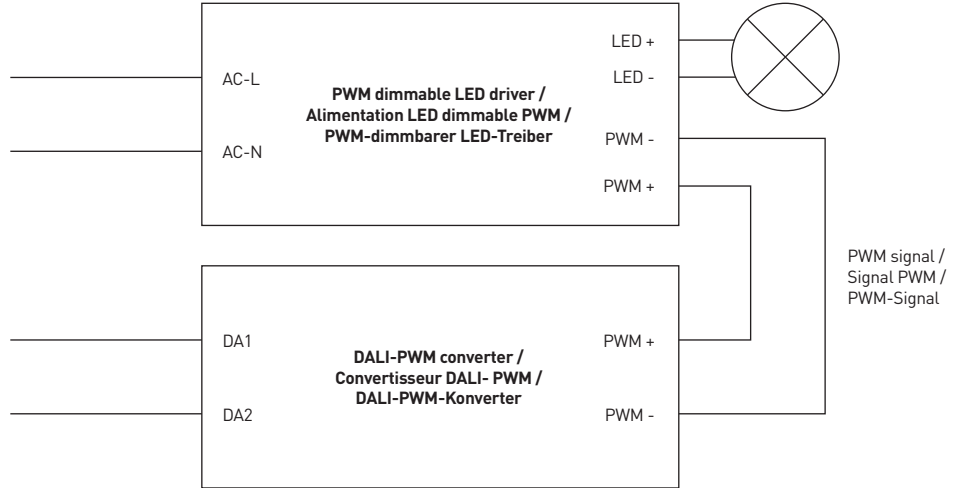 LED +
AC-L
LED -
PWM dimmable LED driver /
Alimentation LED dimmable PWM /
PWM-dimmbarer LED-Treiber
PWM -
AC-N
PWM +
PWM signal /
Signal PWM /
PWM-Signal
DA1
PWM +
DALI-PWM converter /
Convertisseur DALI- PWM /
DALI-PWM-Konverter
DA2
PWM -